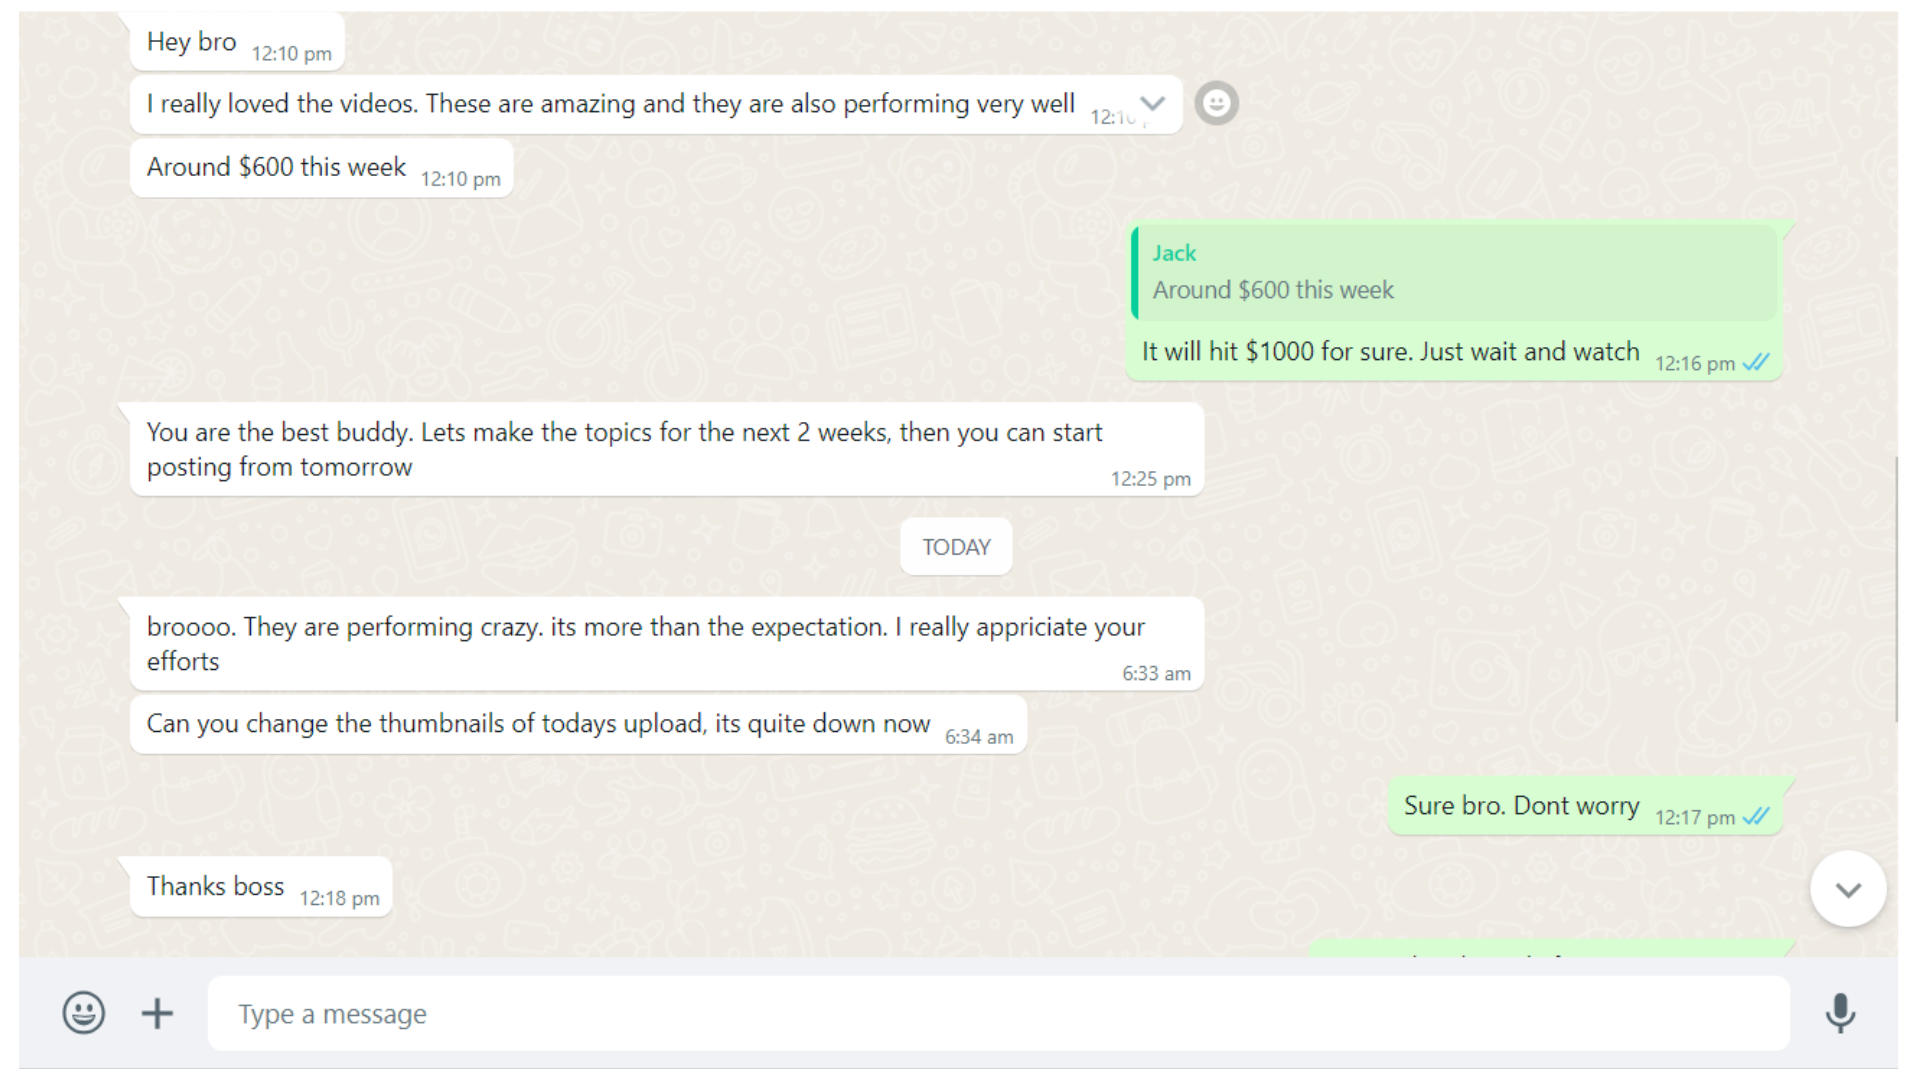 Hey bro 12:10 pm
I really loved the videos. These are amazing and they are also performing very well 12:10
Around $600 this week 12:10 pm
Jack
Around $600 this week
It will hit $1000 for sure. Just wait and watch 12:16 pm
You are the best buddy. Lets make the topics for the next 2 weeks, then you can start
posting from tomorrow
12:25 pm
TODAY
broooo. They are performing crazy. its more than the expectation. I really appriciate your
efforts
6:33 am
Can you change the thumbnails of todays upload, its quite down now 6:34 am
Sure bro. Dont worry 12:17 pm
Thanks boss 12:18 pm
Type a message